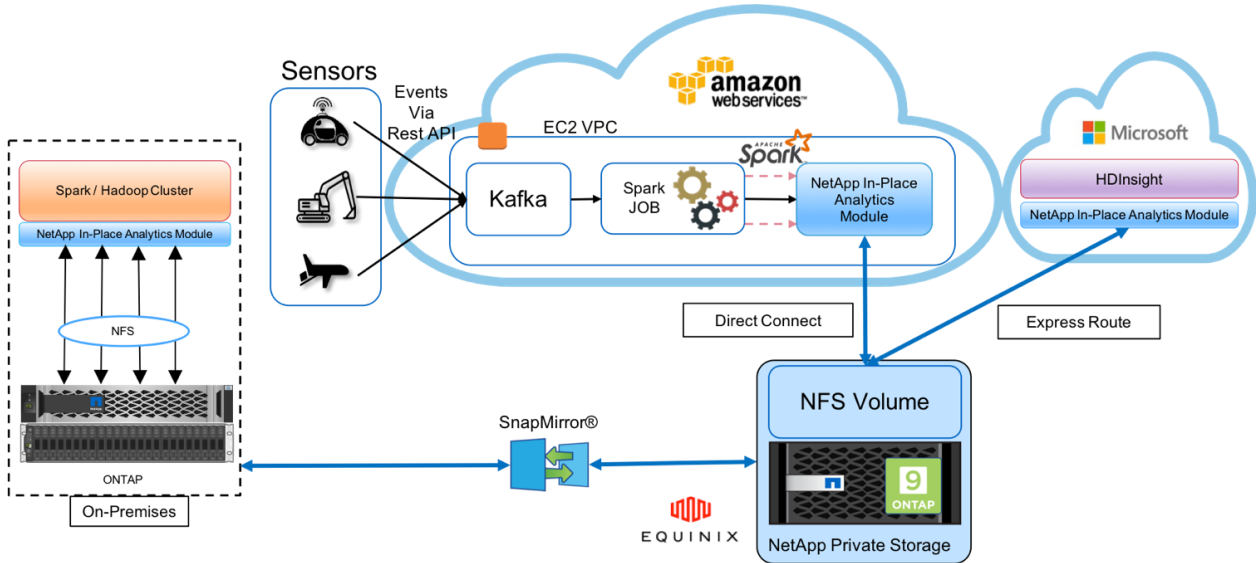 Sensors
Events
Via
Rest API
amazon
web services™
EC2 VPC
APACHE
Spark™
Kafka
Spark
JOB
NetApp In-Place
Analytics
Module
Microsoft
HDInsight
NetApp In-Place Analytics Module
Spark / Hadoop Cluster
NetApp In-Place Analytics Module
NFS
ONTAP
On-Premises
Direct Connect
Express Route
SnapMirror®
EQUINIX
NFS Volume
9
ONTAP
NetApp Private Storage